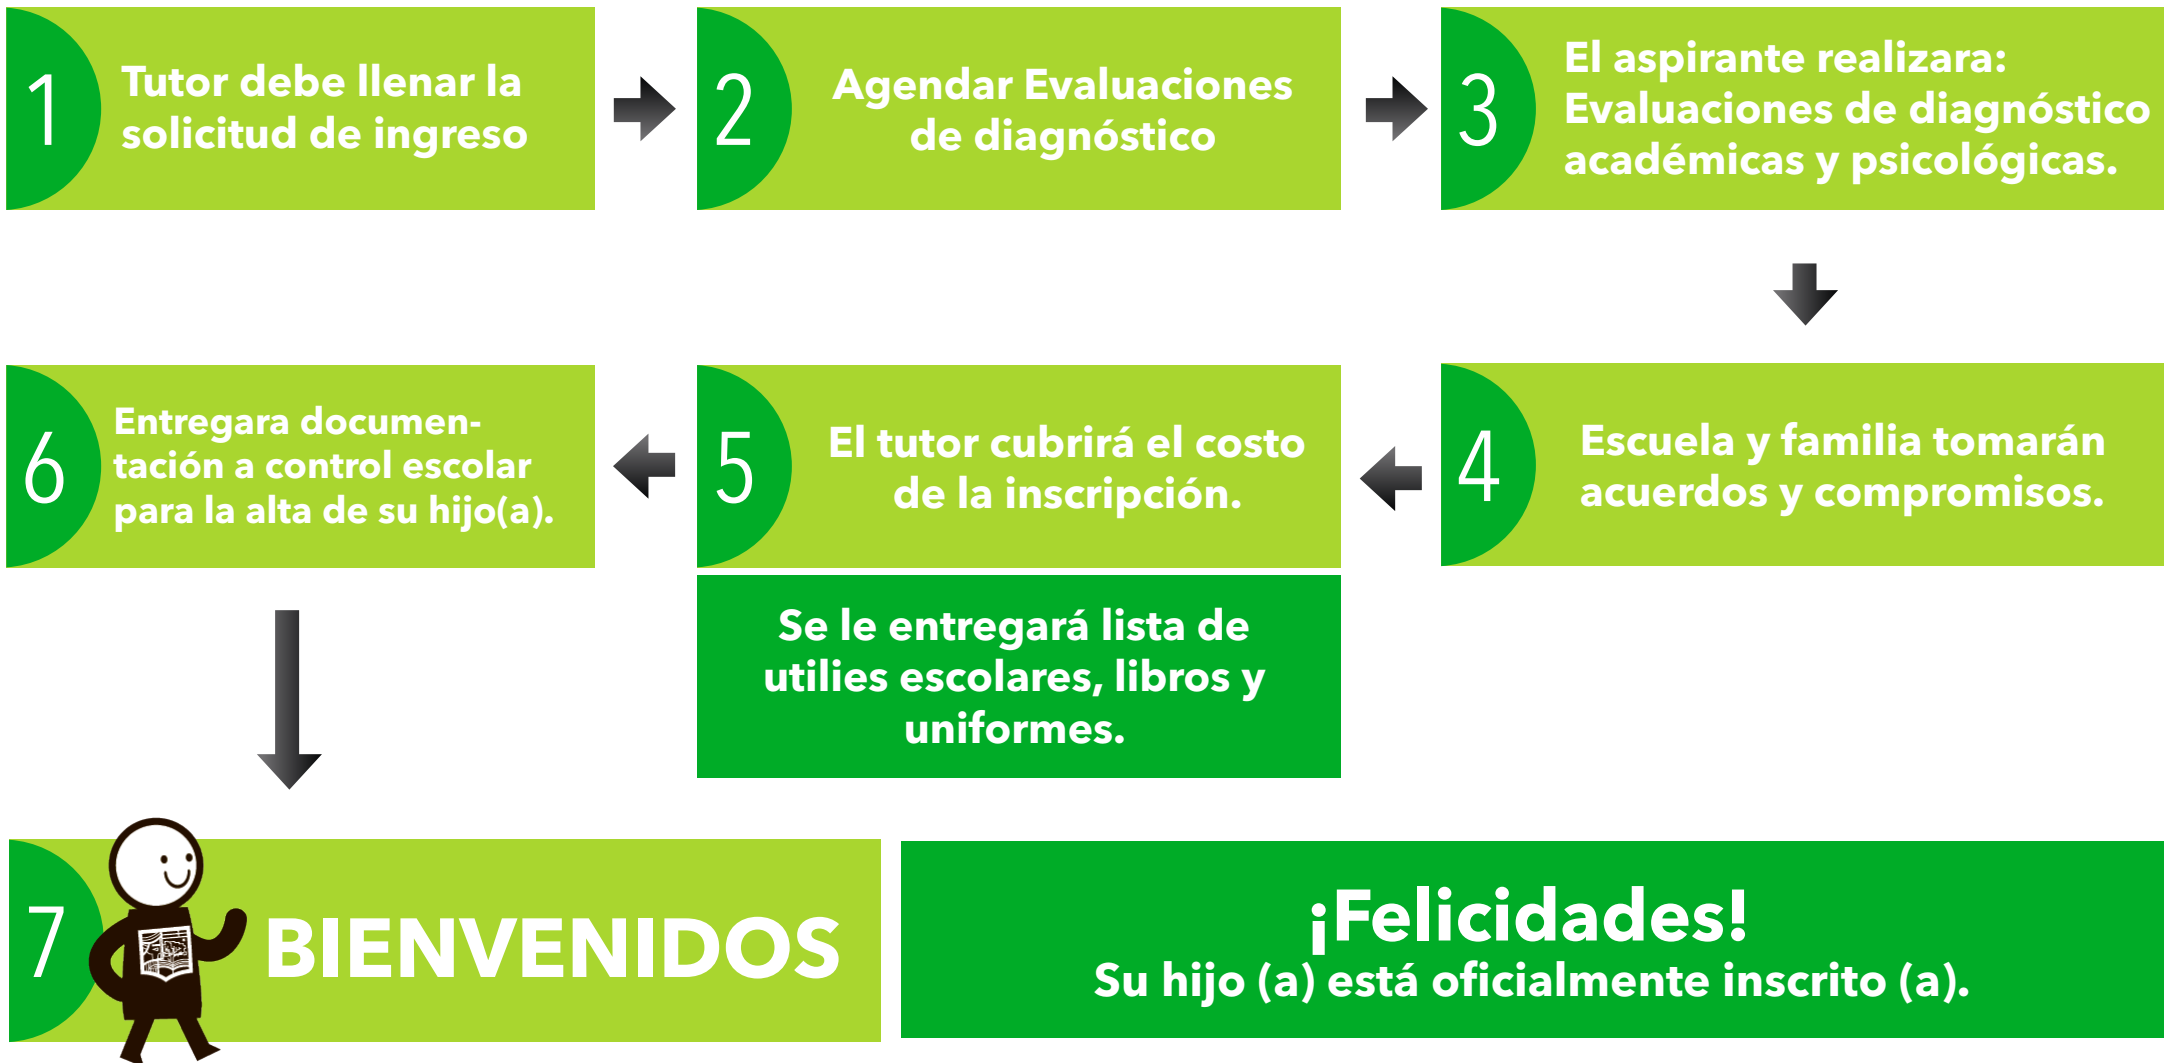 1
Tutor debe llenar la
solicitud de ingreso
2
Agendar Evaluaciones
de diagnóstico
3
El aspirante realizara:
Evaluaciones de diagnóstico
académicas y psicológicas.
4
Escuela y familia tomarán
acuerdos y compromisos.
5
El tutor cubrirá el costo
de la inscripción.
Se le entregará lista de
utilies escolares, libros y
uniformes.
6
Entregara documen-
tación a control escolar
para la alta de su hijo(a).
7
BIENVENIDOS
¡Felicidades!
Su hijo (a) está oficialmente inscrito (a).